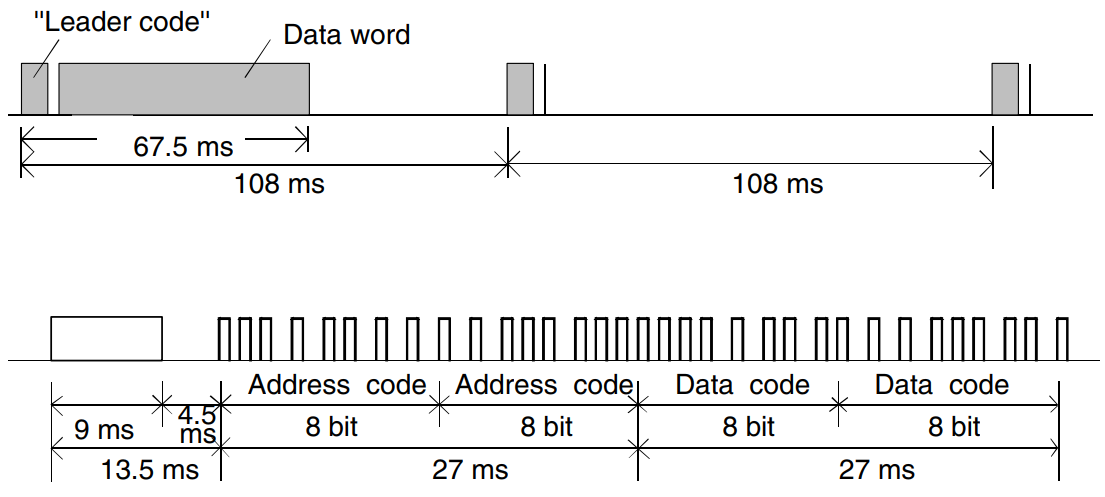 "Leader code"
Data word
67.5 ms
108 ms
108 ms
Address code
Address code
Data code
Data code
9 ms
4.5
ms
8 bit
8 bit
8 bit
8 bit
13.5 ms
27 ms
27 ms